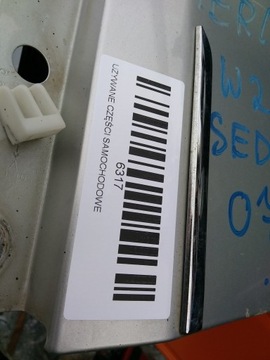 UŻYWANE CZĘŚCI SAMOCHODOWE
6317
W2
SED